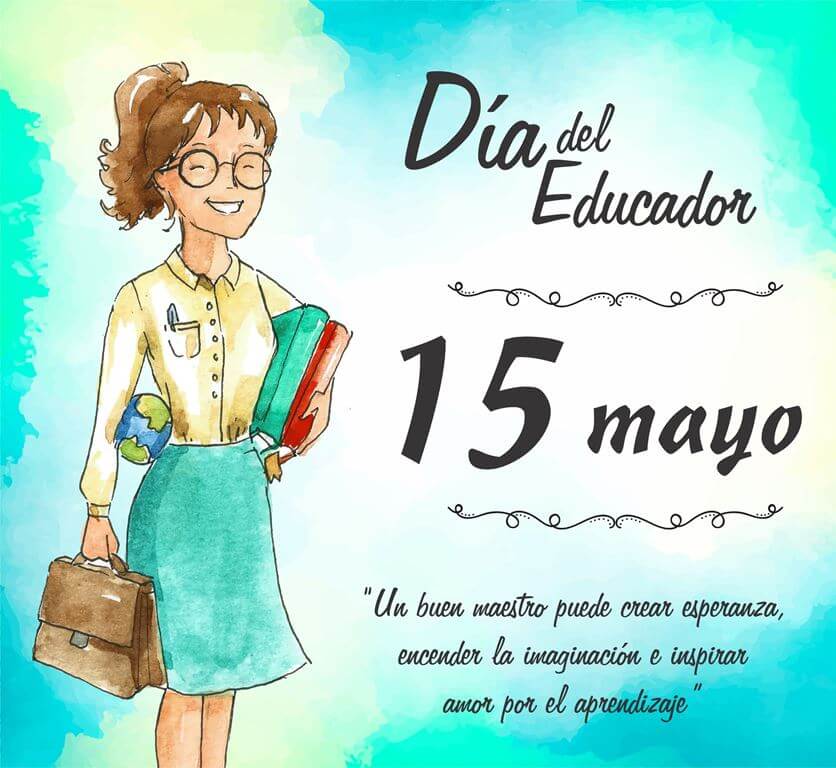 Día del
Educador
15 mayo
"Un buen maestro puede crear esperanza,
encender la imaginación e inspirar
amor por el aprendizaje"